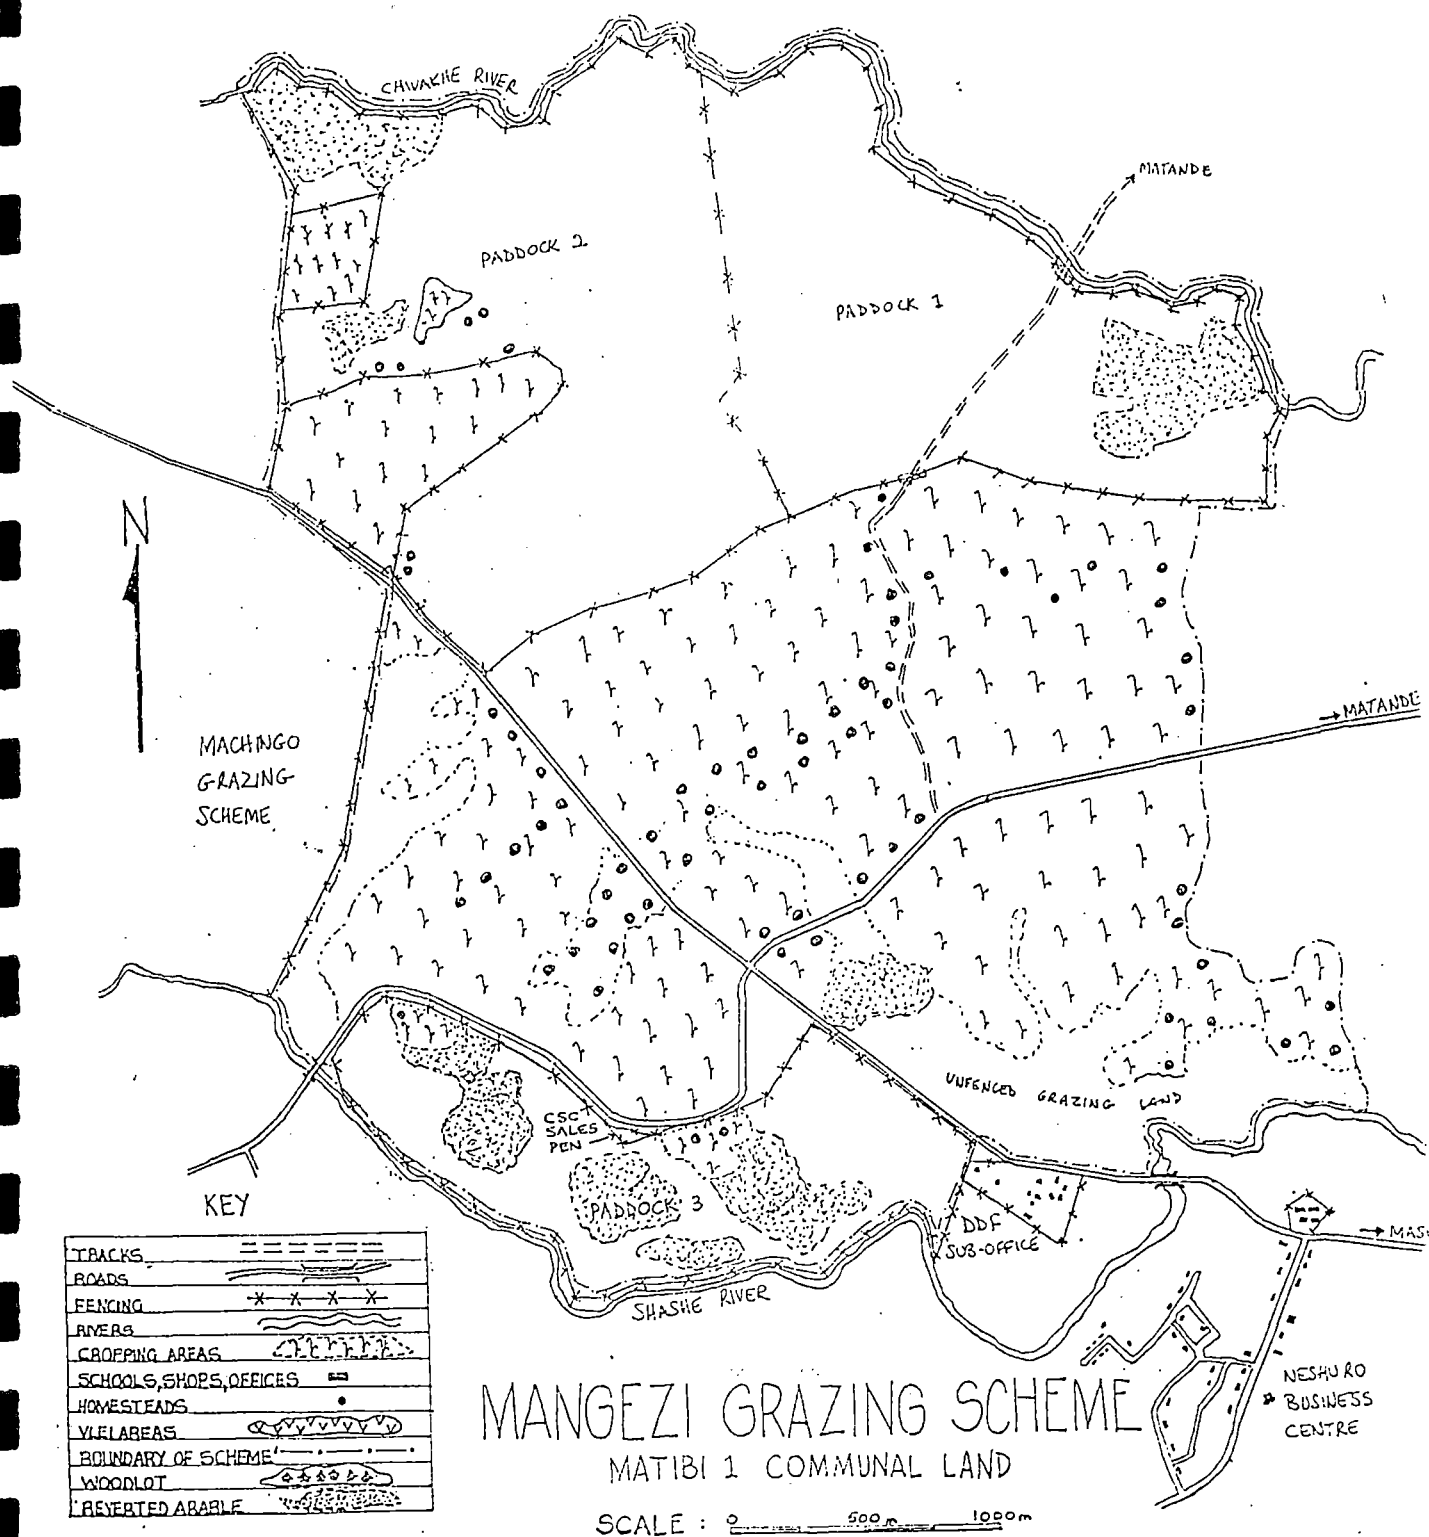 CHIVAKHE RIVER
MATANDE
PADDOCK 2
PADDOCK 1
N
MATANDE
MACHINGO
GRAZING
SCHEME
UNFENCED GRAZING LAND
CSC
SALES
PEN
PADDOCK 3
DDF
SUB-OFFICE
SHASHE RIVER
NESHURO
BUSINESS
CENTRE
KEY
TRACKS
ROADS
FENCING
RIVERS
CROPPING AREAS
SCHOOLS, SHOPS, OFFICES
HOMESTEADS
VLEI AREAS
BOUNDARY OF SCHEME
WOODLOT
REVERTED ARABLE
MANGEZI GRAZING SCHEME
MATIBI 1 COMMUNAL LAND
SCALE : 0 500m 1000m